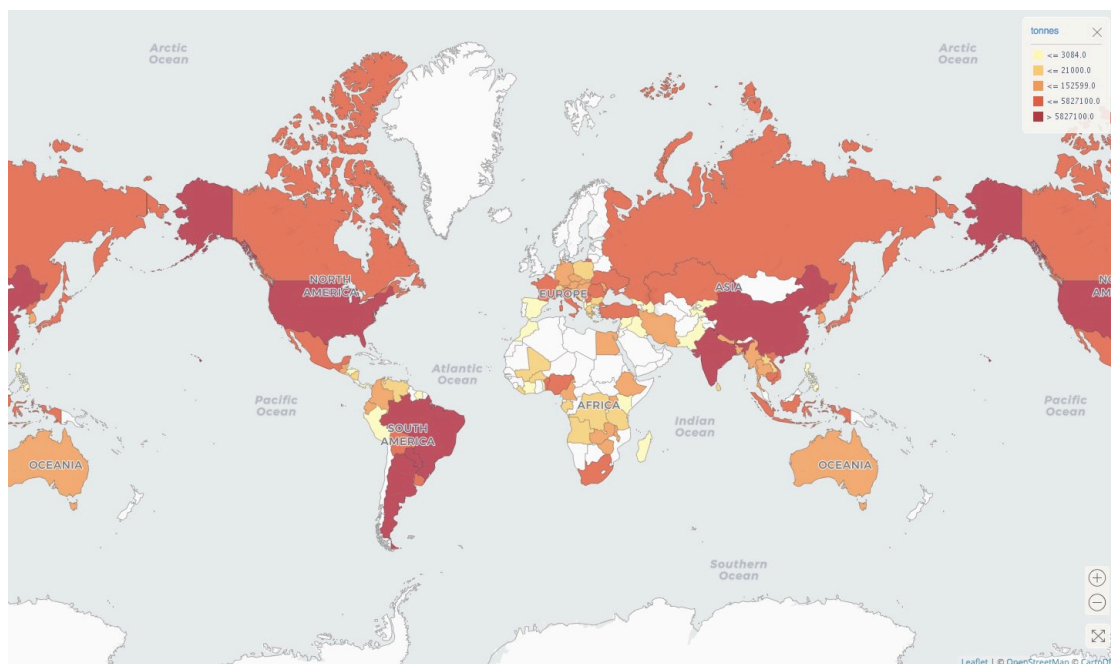 Arctic
Ocean
Arctic
Ocean
tonnes
<= 3084.0
<= 21000.0
<= 152599.0
<= 5827100.0
> 5827100.0
NORTH
AMERICA
EUROPE
ASIA
Atlantic
Ocean
Pacific
Ocean
AFRICA
Indian
Ocean
Pacific
Ocean
SOUTH
AMERICA
OCEANIA
OCEANIA
Southern
Ocean
Leaflet | © OpenStreetMap © CartoDB